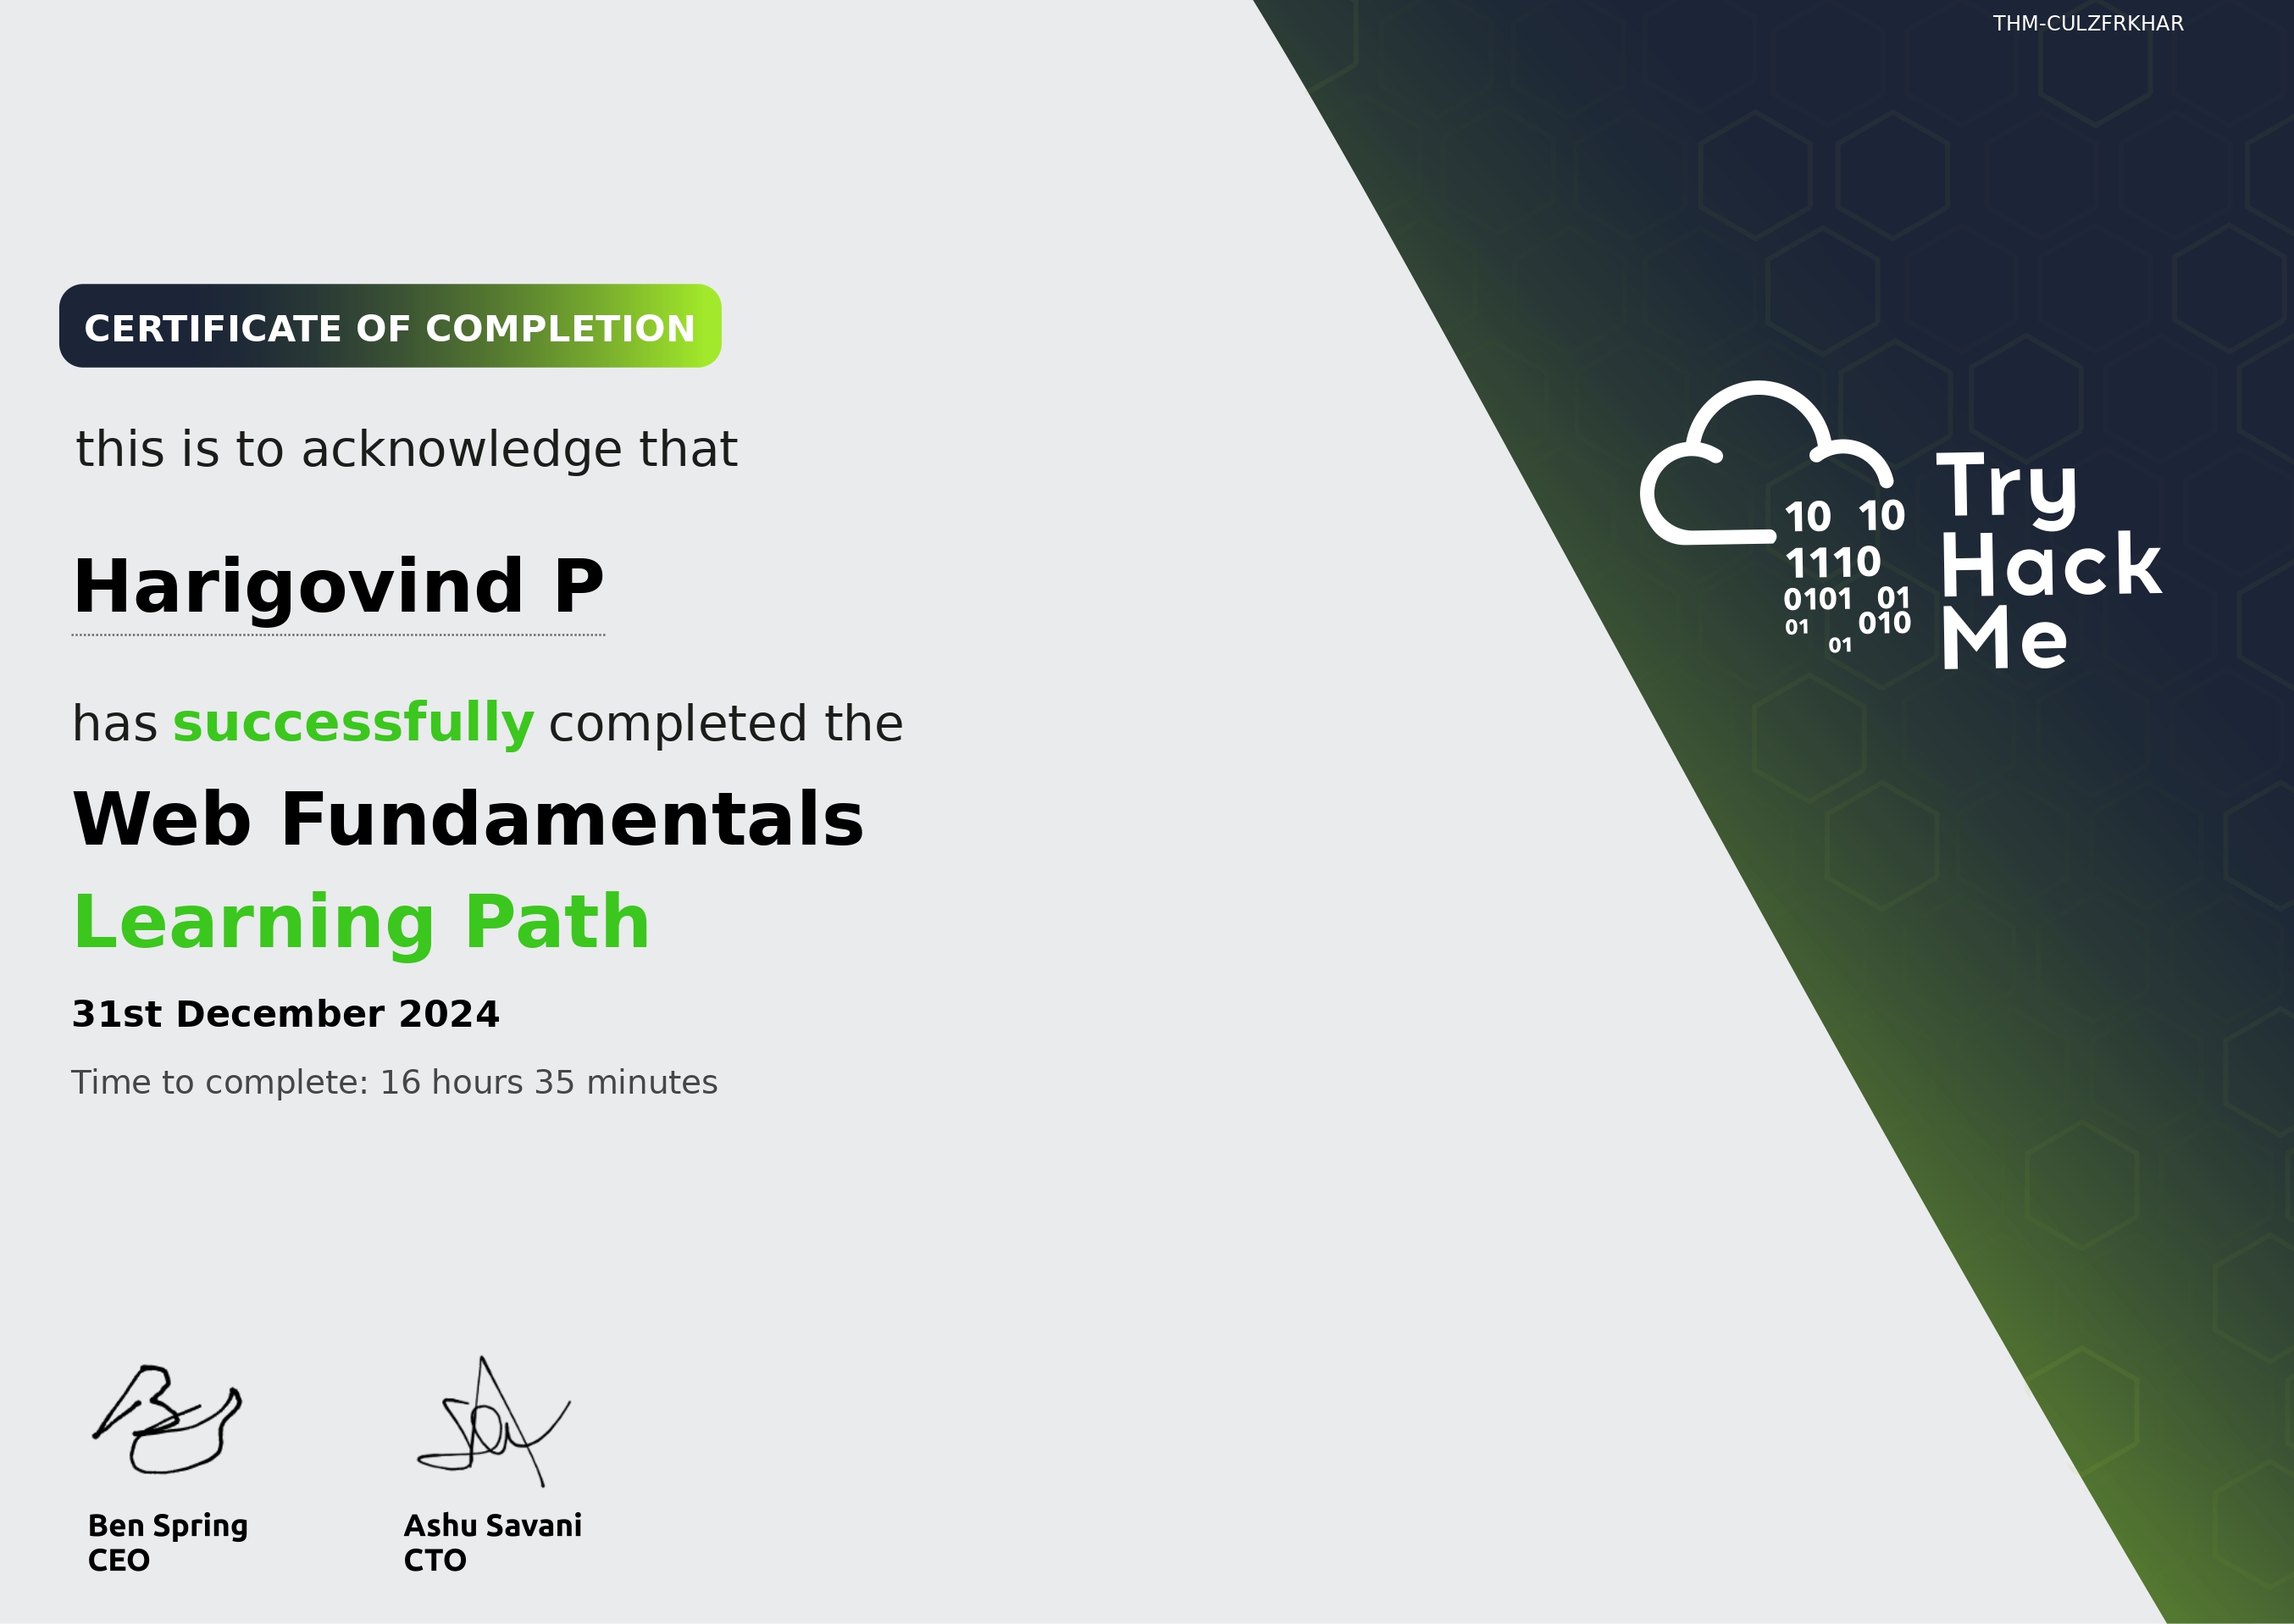 THM-CULZFRKHAR
CERTIFICATE OF COMPLETION
this is to acknowledge that
Harigovind P
has successfully completed the
Web Fundamentals
Learning Path
31st December 2024
Time to complete: 16 hours 35 minutes
10 10
1110
0101 01
01 010
01
Try
Hack
Me
Ben Spring
CEO
Ashu Savani
CTO